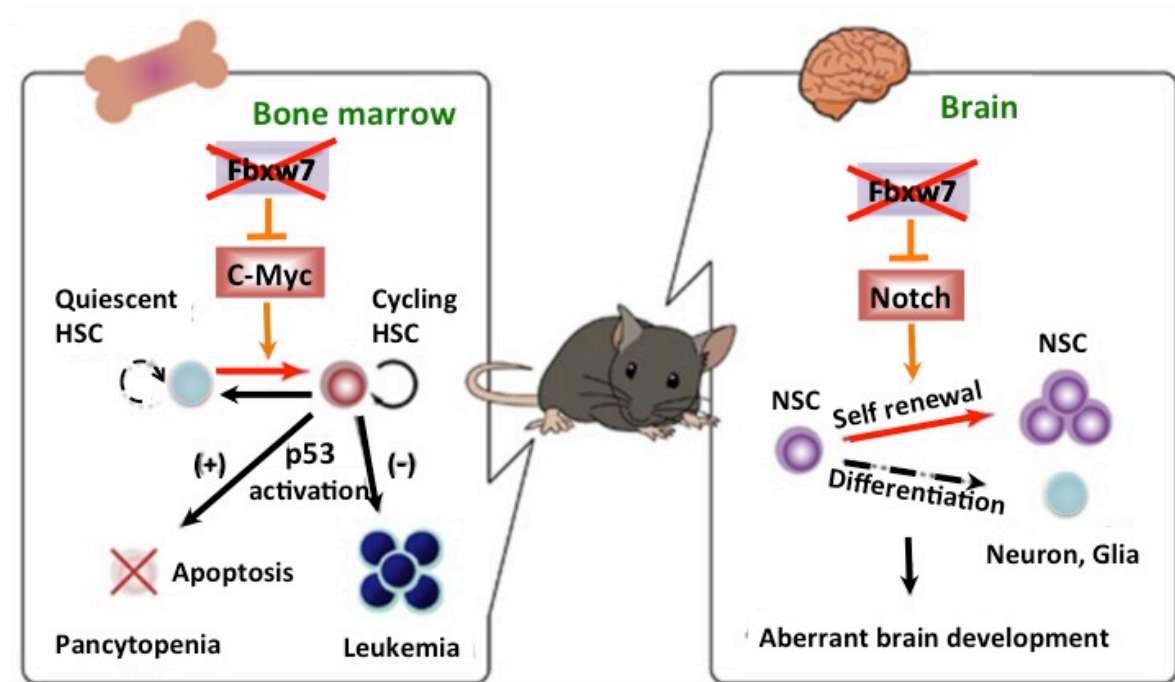 Bone marrow
Fbxw7
C-Myc
Quiescent
HSC
Cycling
HSC
(+)
p53
activation
(-)
Apoptosis
Pancytopenia
Leukemia
Brain
Fbxw7
Notch
NSC
NSC
Self renewal
Differentiation
Neuron, Glia
Aberrant brain development